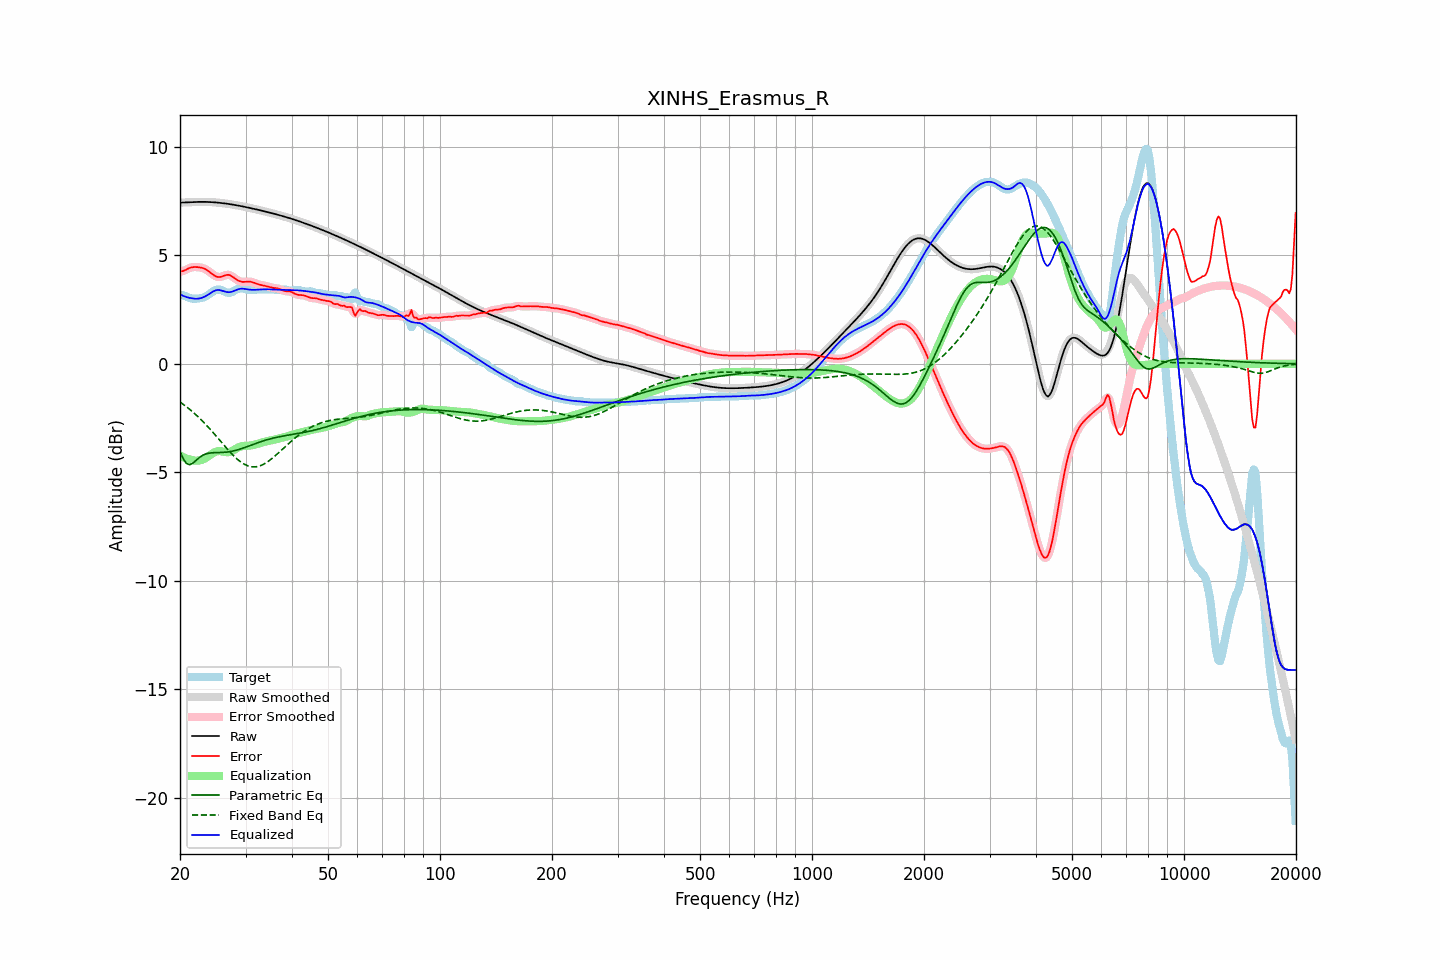 XINHS_Erasmus_R
Amplitude (dBr)
10
5
0
−5
−10
−15
−20
Target
Raw Smoothed
Error Smoothed
Raw
Error
Equalization
Parametric Eq
Fixed Band Eq
Equalized
20
50
100
200
500
1000
2000
5000
10000
20000
Frequency (Hz)